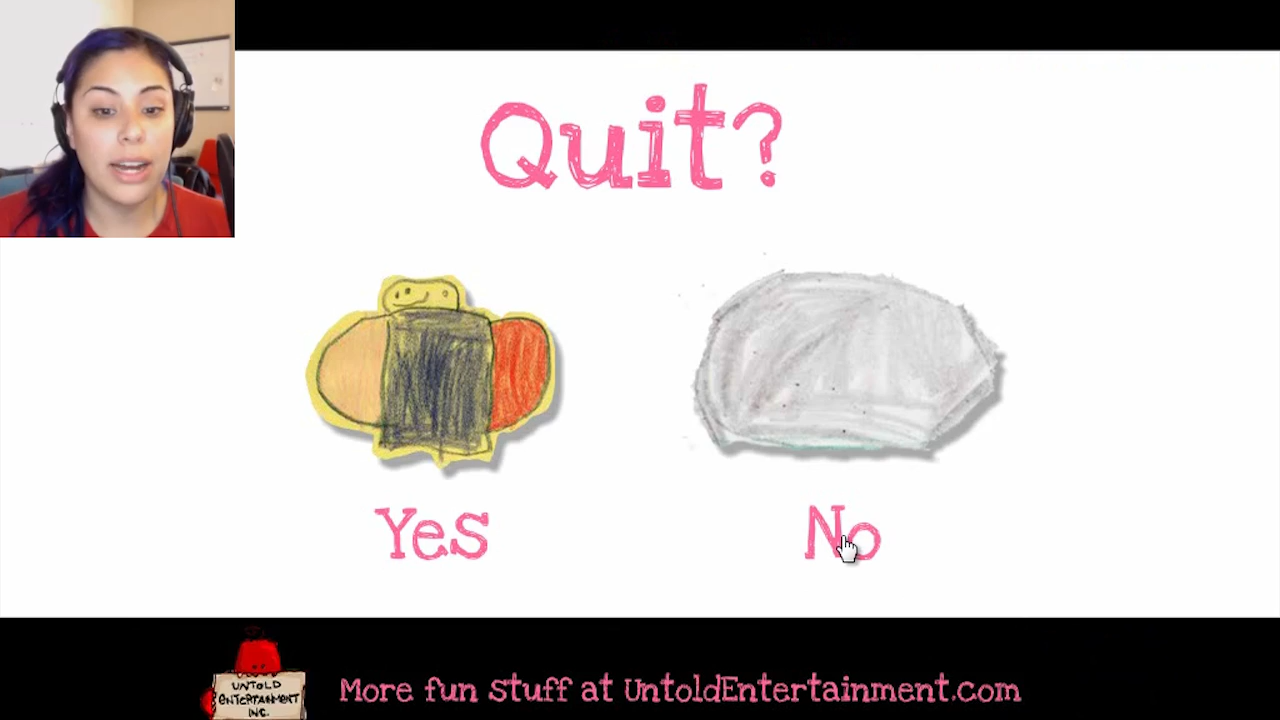 Quit?
Yes
No
UNTOLD
ENTERTAINMENT
INC.
More fun stuff at UntoldEntertainment.com